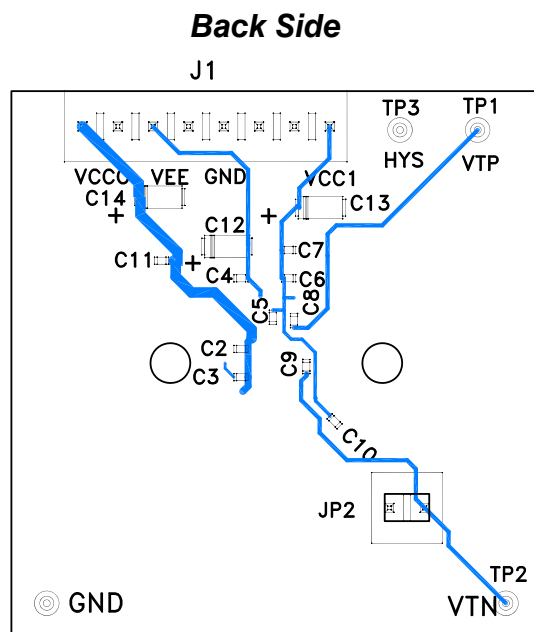 Back Side
J1
TP3
TP1
HYS
VTP
VCCO
VEE
GND
VCC1
C14
C13
C12
C7
C11
C4
C6
C5
C8
C2
C9
C3
C10
JP2
TP2
GND
VTN